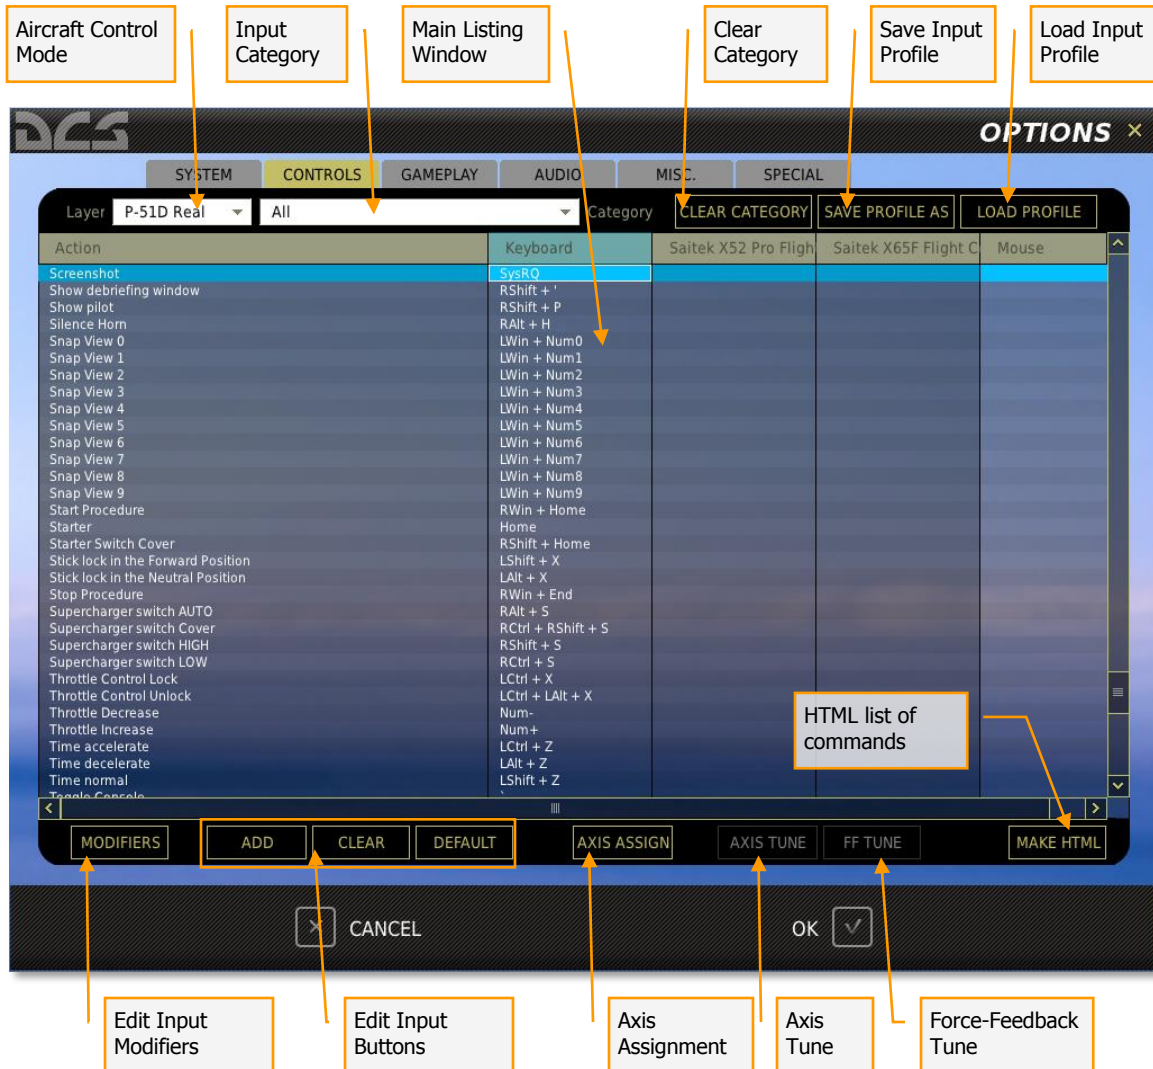 Aircraft Control
Mode
Input
Category
Main Listing
Window
Clear
Category
Save Input
Profile
Load Input
Profile
DCS
OPTIONS
SYSTEM CONTROLS GAMEPLAY AUDIO MISC. SPECIAL
Layer P-51D Real All Category CLEAR CATEGORY SAVE PROFILE AS LOAD PROFILE
Action Keyboard Saitek X52 Pro Fligh Saitek X65F Flight C Mouse
Screenshot SysRQ
Show debriefing window RShift + '
Show pilot RShift + P
Silence Horn RAlt + H
Snap View 0 LWin + Num0
Snap View 1 LWin + Num1
Snap View 2 LWin + Num2
Snap View 3 LWin + Num3
Snap View 4 LWin + Num4
Snap View 5 LWin + Num5
Snap View 6 LWin + Num6
Snap View 7 LWin + Num7
Snap View 8 LWin + Num8
Snap View 9 LWin + Num9
Start Procedure RWin + Home
Starter Home
Starter Switch Cover RShift + Home
Stick lock in the Forward Position LShift + X
Stick lock in the Neutral Position LAlt + X
Stop Procedure RWin + End
Supercharger switch AUTO RAlt + S
Supercharger switch Cover RCtrl + RShift + S
Supercharger switch HIGH RShift + S
Supercharger switch LOW RCtrl + S
Throttle Control Lock LCtrl + X
Throttle Control Unlock LCtrl + LAlt + X
Throttle Decrease Num-
Throttle Increase Num+
Time accelerate LCtrl + Z
Time decelerate LAlt + Z
Time normal LShift + Z
Toggle Console `
HTML list of
commands
MODIFIERS ADD CLEAR DEFAULT AXIS ASSIGN AXIS TUNE FF TUNE MAKE HTML
CANCEL OK
Edit Input
Modifiers
Edit Input
Buttons
Axis
Assignment
Axis
Tune
Force-Feedback
Tune